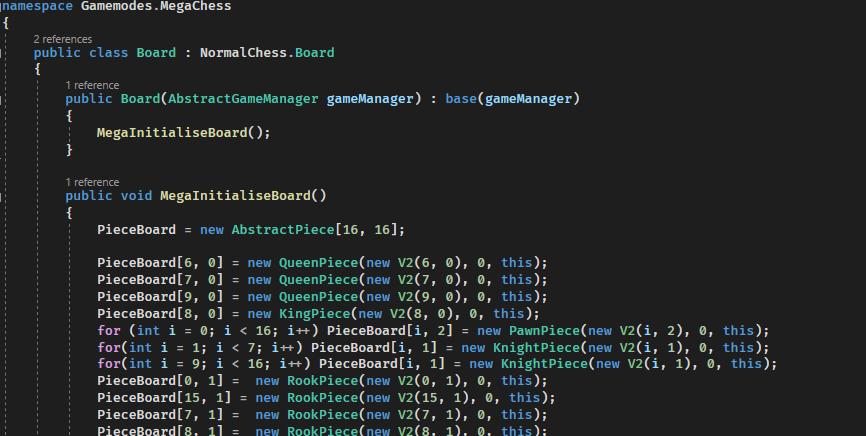 namespace Gamemodes.MegaChess
{
2 references
public class Board : NormalChess.Board
{
1 reference
public Board(AbstractGameManager gameManager) : base(gameManager)
{
MegaInitialiseBoard();
}
1 reference
public void MegaInitialiseBoard()
{
PieceBoard = new AbstractPiece[16, 16];
PieceBoard[6, 0] = new QueenPiece(new V2(6, 0), 0, this);
PieceBoard[7, 0] = new QueenPiece(new V2(7, 0), 0, this);
PieceBoard[9, 0] = new QueenPiece(new V2(9, 0), 0, this);
PieceBoard[8, 0] = new KingPiece(new V2(8, 0), 0, this);
for (int i = 0; i < 16; i++) PieceBoard[i, 2] = new PawnPiece(new V2(i, 2), 0, this);
for(int i = 1; i < 7; i++) PieceBoard[i, 1] = new KnightPiece(new V2(i, 1), 0, this);
for(int i = 9; i < 16; i++) PieceBoard[i, 1] = new KnightPiece(new V2(i, 1), 0, this);
PieceBoard[0, 1] =  new RookPiece(new V2(0, 1), 0, this);
PieceBoard[15, 1] = new RookPiece(new V2(15, 1), 0, this);
PieceBoard[7, 1] =  new RookPiece(new V2(7, 1), 0, this);
PieceBoard[8, 1] =  new RookPiece(new V2(8, 1), 0, this);